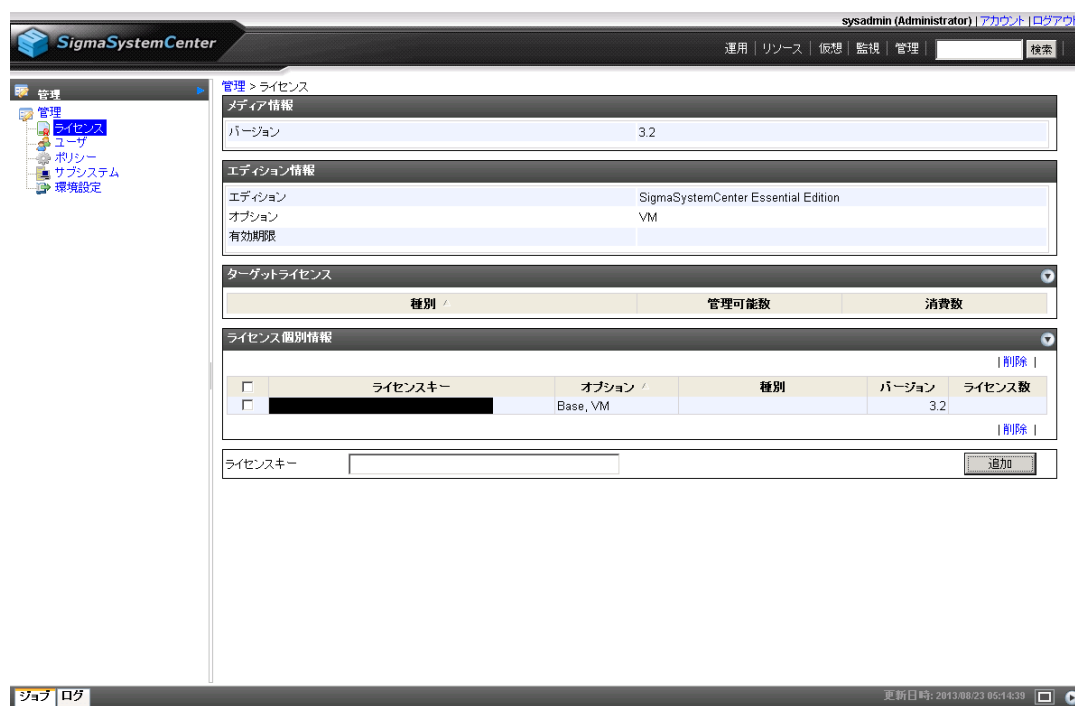 sysadmin (Administrator) | アカウント | ログアウ
SigmaSystemCenter
運用 | リソース | 仮想 | 監視 | 管理 | 検索 |
管理
管理
ライセンス
ユーザ
ポリシー
サブシステム
環境設定
管理 > ライセンス
メディア情報
バージョン 3.2
エディション情報
エディション SigmaSystemCenter Essential Edition
オプション VM
有効期限
ターゲットライセンス
種別 管理可能数 消費数
ライセンス個別情報
| 削除 |
ライセンスキー オプション 種別 バージョン ライセンス数
Base, VM 3.2
| 削除 |
ライセンスキー 追加
ジョブ ログ 更新日時: 2013/08/23 05:14:39